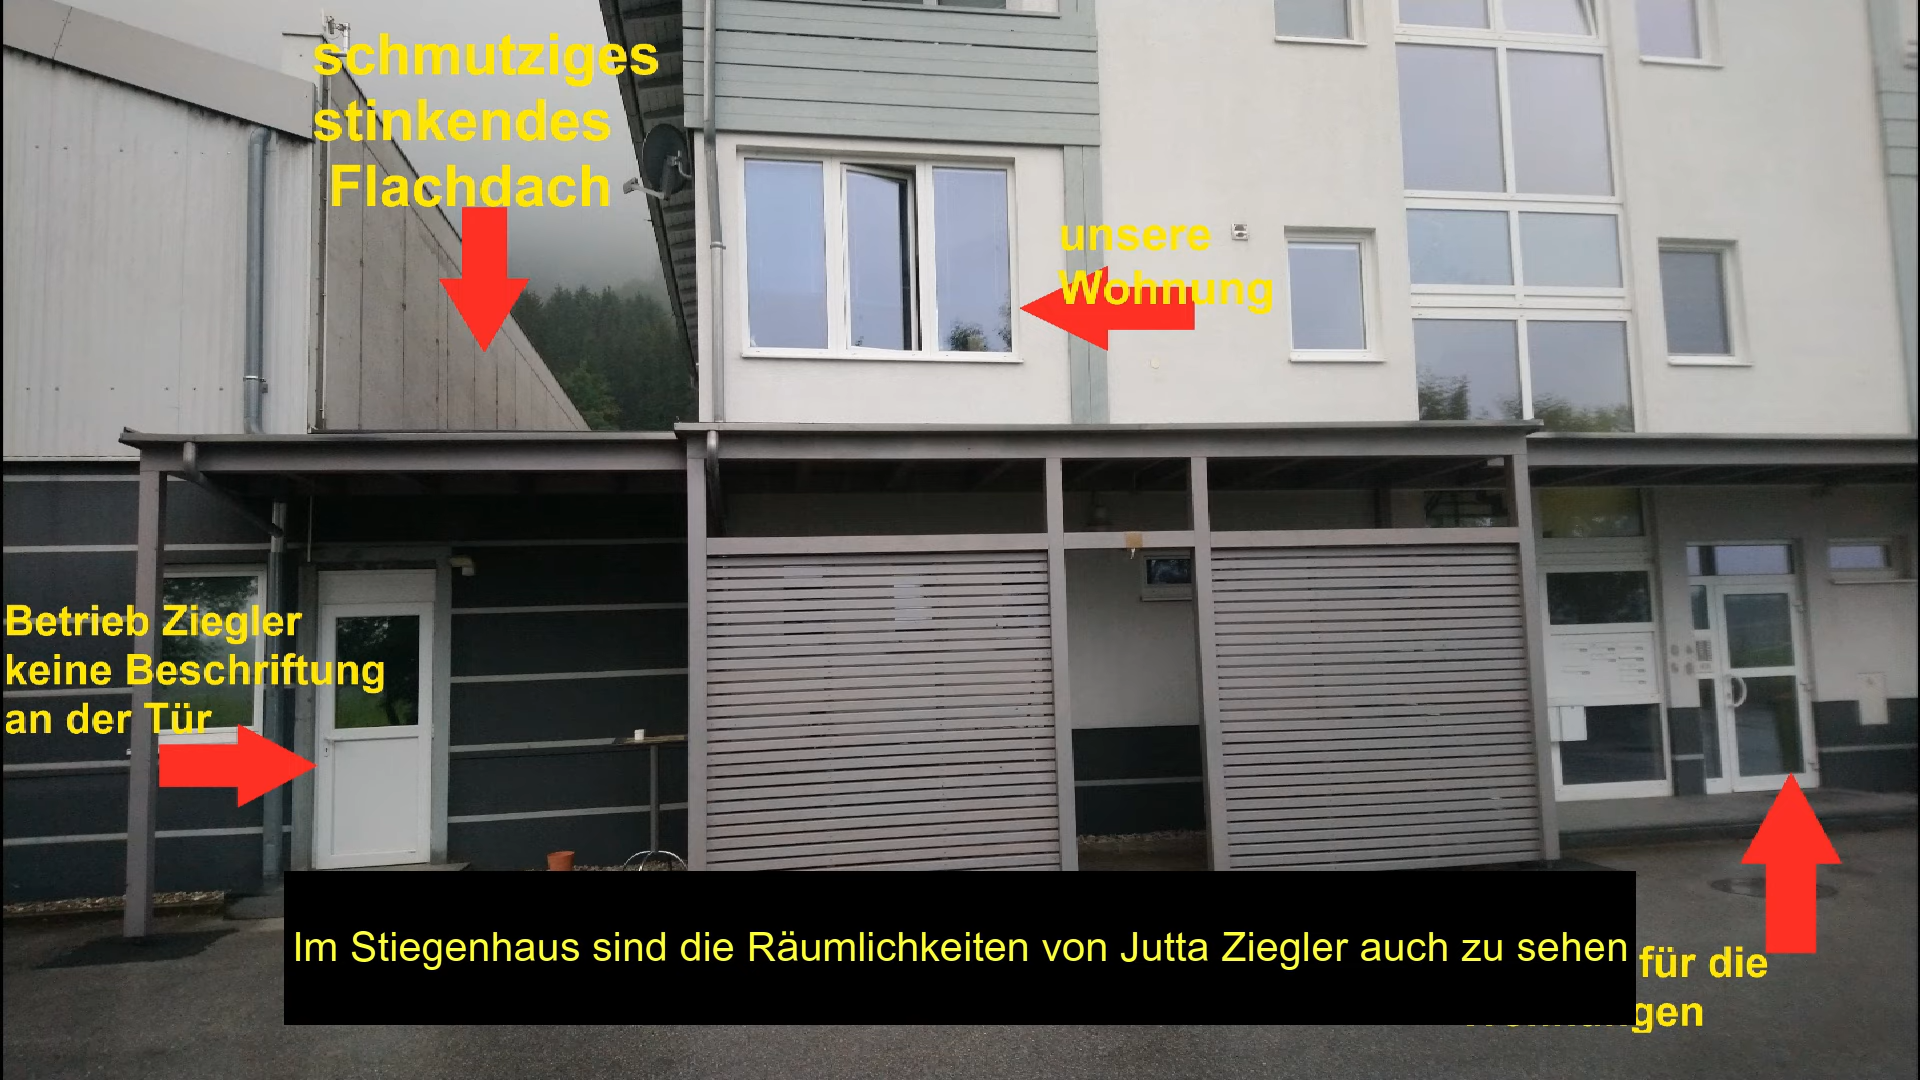 schmutziges
stinkendes
Flachdach
unsere
Wohnung
Betrieb Ziegler
keine Beschriftung
an der Tür
Im Stiegenhaus sind die Räumlichkeiten von Jutta Ziegler auch zu sehen
für die